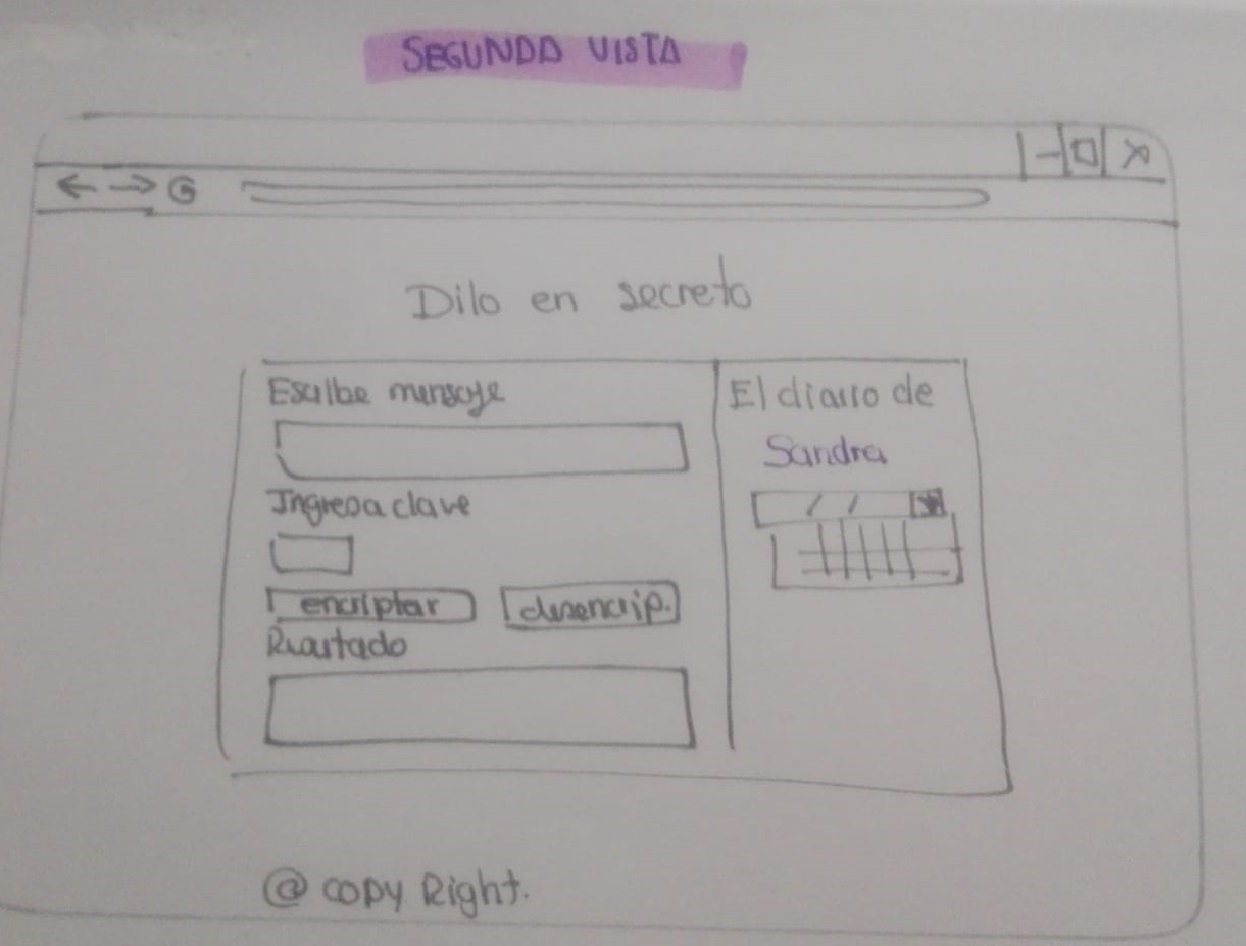 SEGUNDA VISTA
Dilo en secreto
Escribe mensaje
El diario de
Sandra
Ingresa clave
/ /
encriptar
desencrip.
Resultado
@ copy Right.